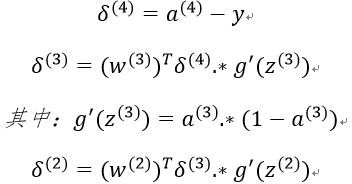 δ⁽⁴⁾ = a⁽⁴⁾ − y↵
δ⁽³⁾ = (w⁽³⁾)ᵀδ⁽⁴⁾.∗ g′(z⁽³⁾)↵
其中：g′(z⁽³⁾) = a⁽³⁾.∗ (1 − a⁽³⁾)↵
δ⁽²⁾ = (w⁽²⁾)ᵀδ⁽³⁾.∗ g′(z⁽²⁾)↵